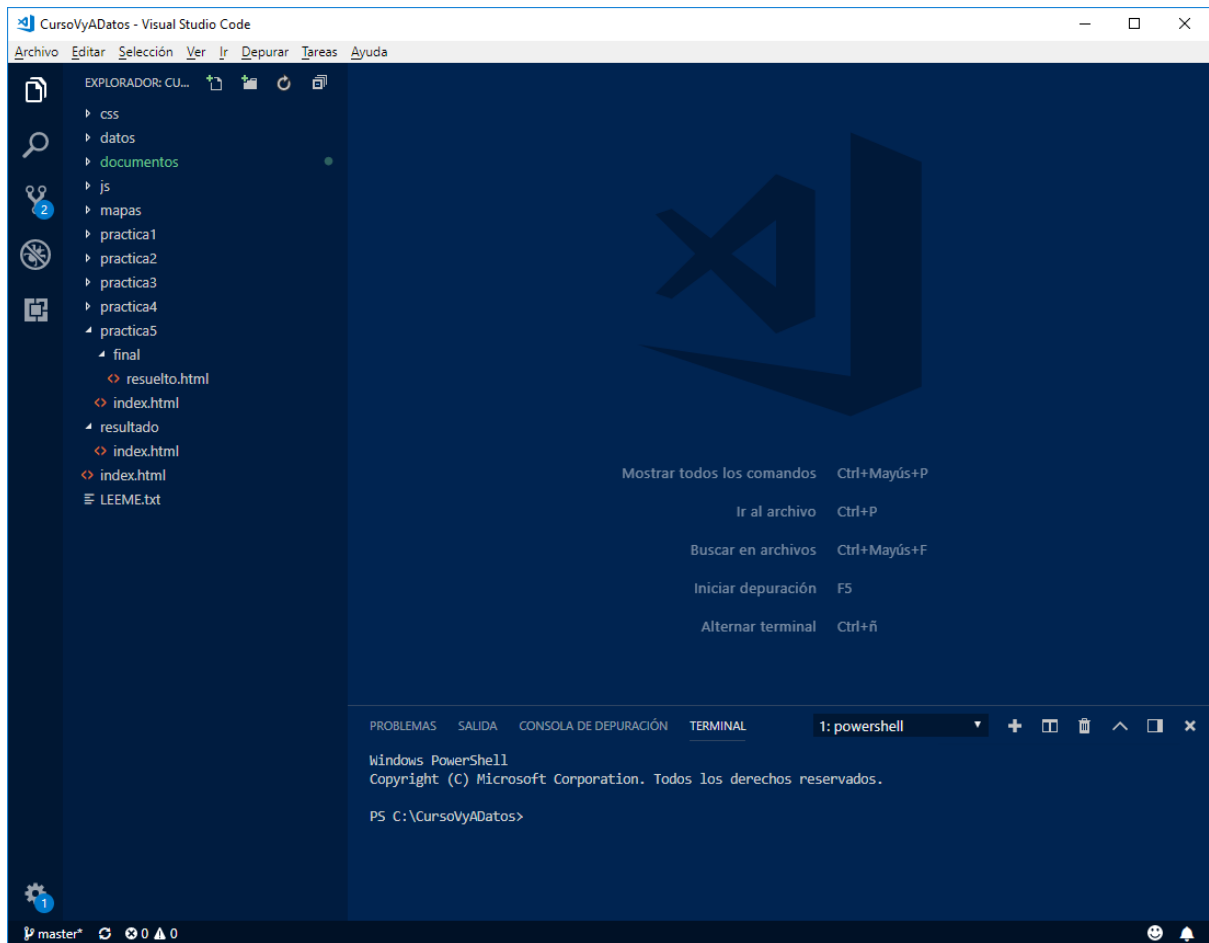 CursoVyADatos - Visual Studio Code
Archivo Editar Selección Ver Ir Depurar Tareas Ayuda
EXPLORADOR: CU...
css
datos
documentos
js
2
mapas
practica1
practica2
practica3
practica4
practica5
final
resuelto.html
index.html
resultado
index.html
index.html
LEEME.txt
Mostrar todos los comandos Ctrl+Mayús+P
Ir al archivo Ctrl+P
Buscar en archivos Ctrl+Mayús+F
Iniciar depuración F5
Alternar terminal Ctrl+ñ
PROBLEMAS SALIDA CONSOLA DE DEPURACIÓN TERMINAL 1: powershell
Windows PowerShell
Copyright (C) Microsoft Corporation. Todos los derechos reservados.
PS C:\CursoVyADatos>
1
master* 0 0